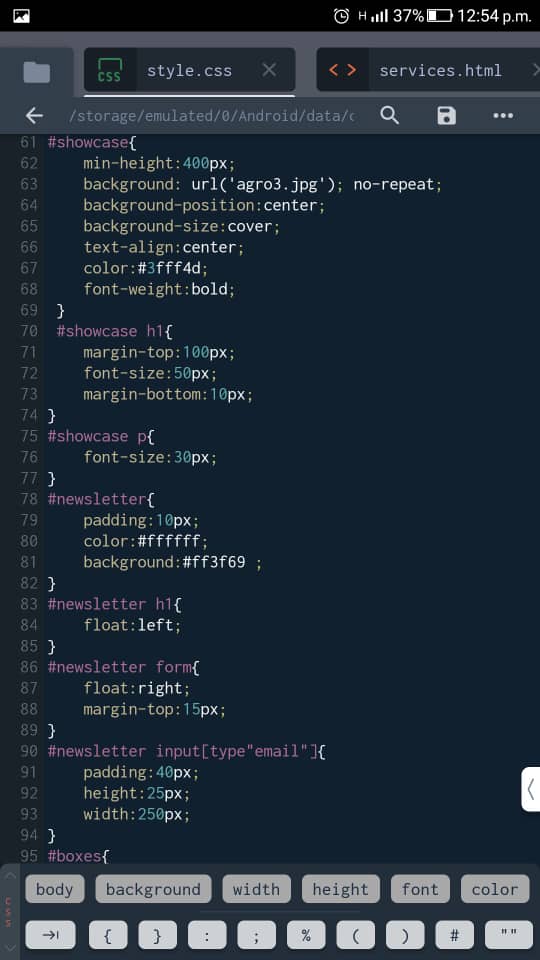 H 37% 12:54 p.m.
CSS style.css × < > services.html ×
/storage/emulated/0/Android/data/
61 #showcase{
62 min-height:400px;
63 background: url('agro3.jpg'); no-repeat;
64 background-position:center;
65 background-size:cover;
66 text-align:center;
67 color:#3fff4d;
68 font-weight:bold;
69 }
70 #showcase h1{
71 margin-top:100px;
72 font-size:50px;
73 margin-bottom:10px;
74 }
75 #showcase p{
76 font-size:30px;
77 }
78 #newsletter{
79 padding:10px;
80 color:#ffffff;
81 background:#ff3f69 ;
82 }
83 #newsletter h1{
84 float:left;
85 }
86 #newsletter form{
87 float:right;
88 margin-top:15px;
89 }
90 #newsletter input[type"email"]{
91 padding:40px;
92 height:25px;
93 width:250px;
94 }
95 #boxes{
CSS
body background width height font color
{ } : ; % ( ) # ""